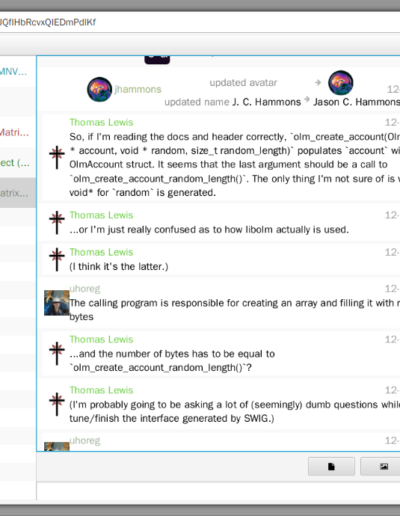 JQfIHbRcvxQIEDmPdIKf
MNV...
Matri...
ect (...
atrix...
jhammons
updated avatar
12-
updated name J. C. Hammons → Jason C. Hammons
Thomas Lewis 12-
So, if I'm reading the docs and header correctly, `olm_create_account(Olm
* account, void * random, size_t random_length)` populates `account` wi
OlmAccount struct. It seems that the last argument should be a call to
`olm_create_account_random_length()`. The only thing I'm not sure of is
void* for `random` is generated.
Thomas Lewis 12-
...or I'm just really confused as to how libolm actually is used.
Thomas Lewis 12-
(I think it's the latter.)
uhoreg 12-
The calling program is responsible for creating an array and filling it with r
bytes
Thomas Lewis 12-
...and the number of bytes has to be equal to
`olm_create_account_random_length()`?
Thomas Lewis 12-
(I'm probably going to be asking a lot of (seemingly) dumb questions while
tune/finish the interface generated by SWIG.)
uhoreg 12-